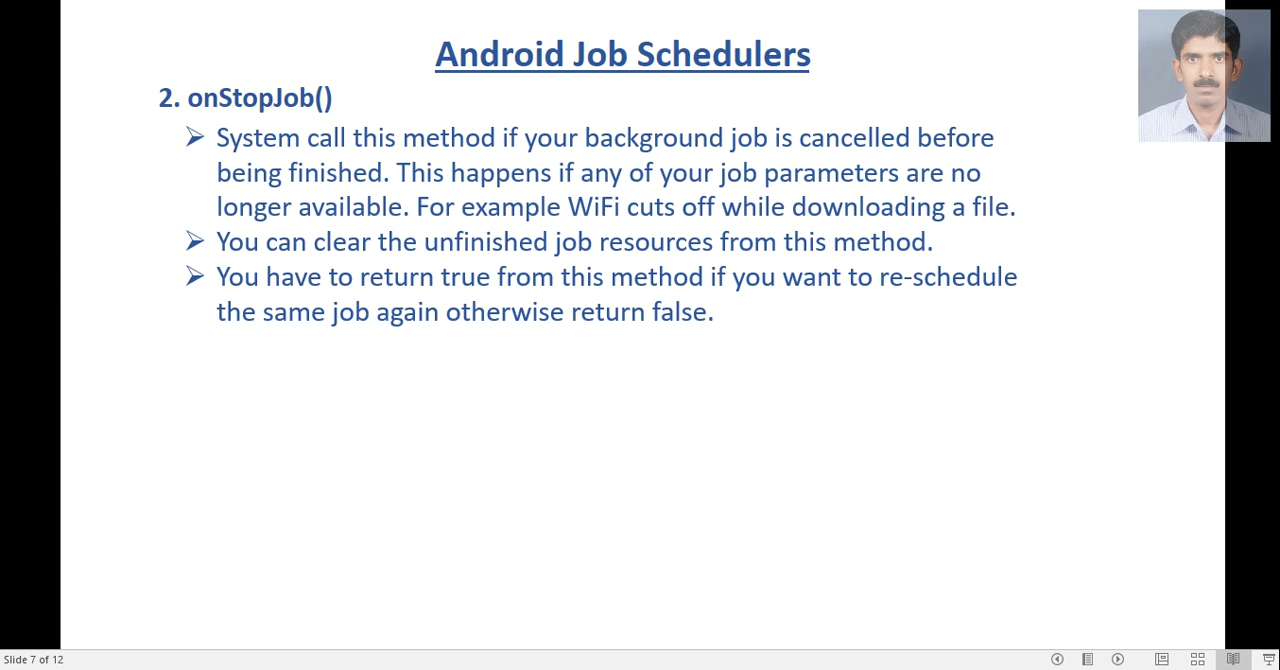 Android Job Schedulers
2. onStopJob()
➢ System call this method if your background job is cancelled before
being finished. This happens if any of your job parameters are no
longer available. For example WiFi cuts off while downloading a file.
➢ You can clear the unfinished job resources from this method.
➢ You have to return true from this method if you want to re-schedule
the same job again otherwise return false.
Slide 7 of 12